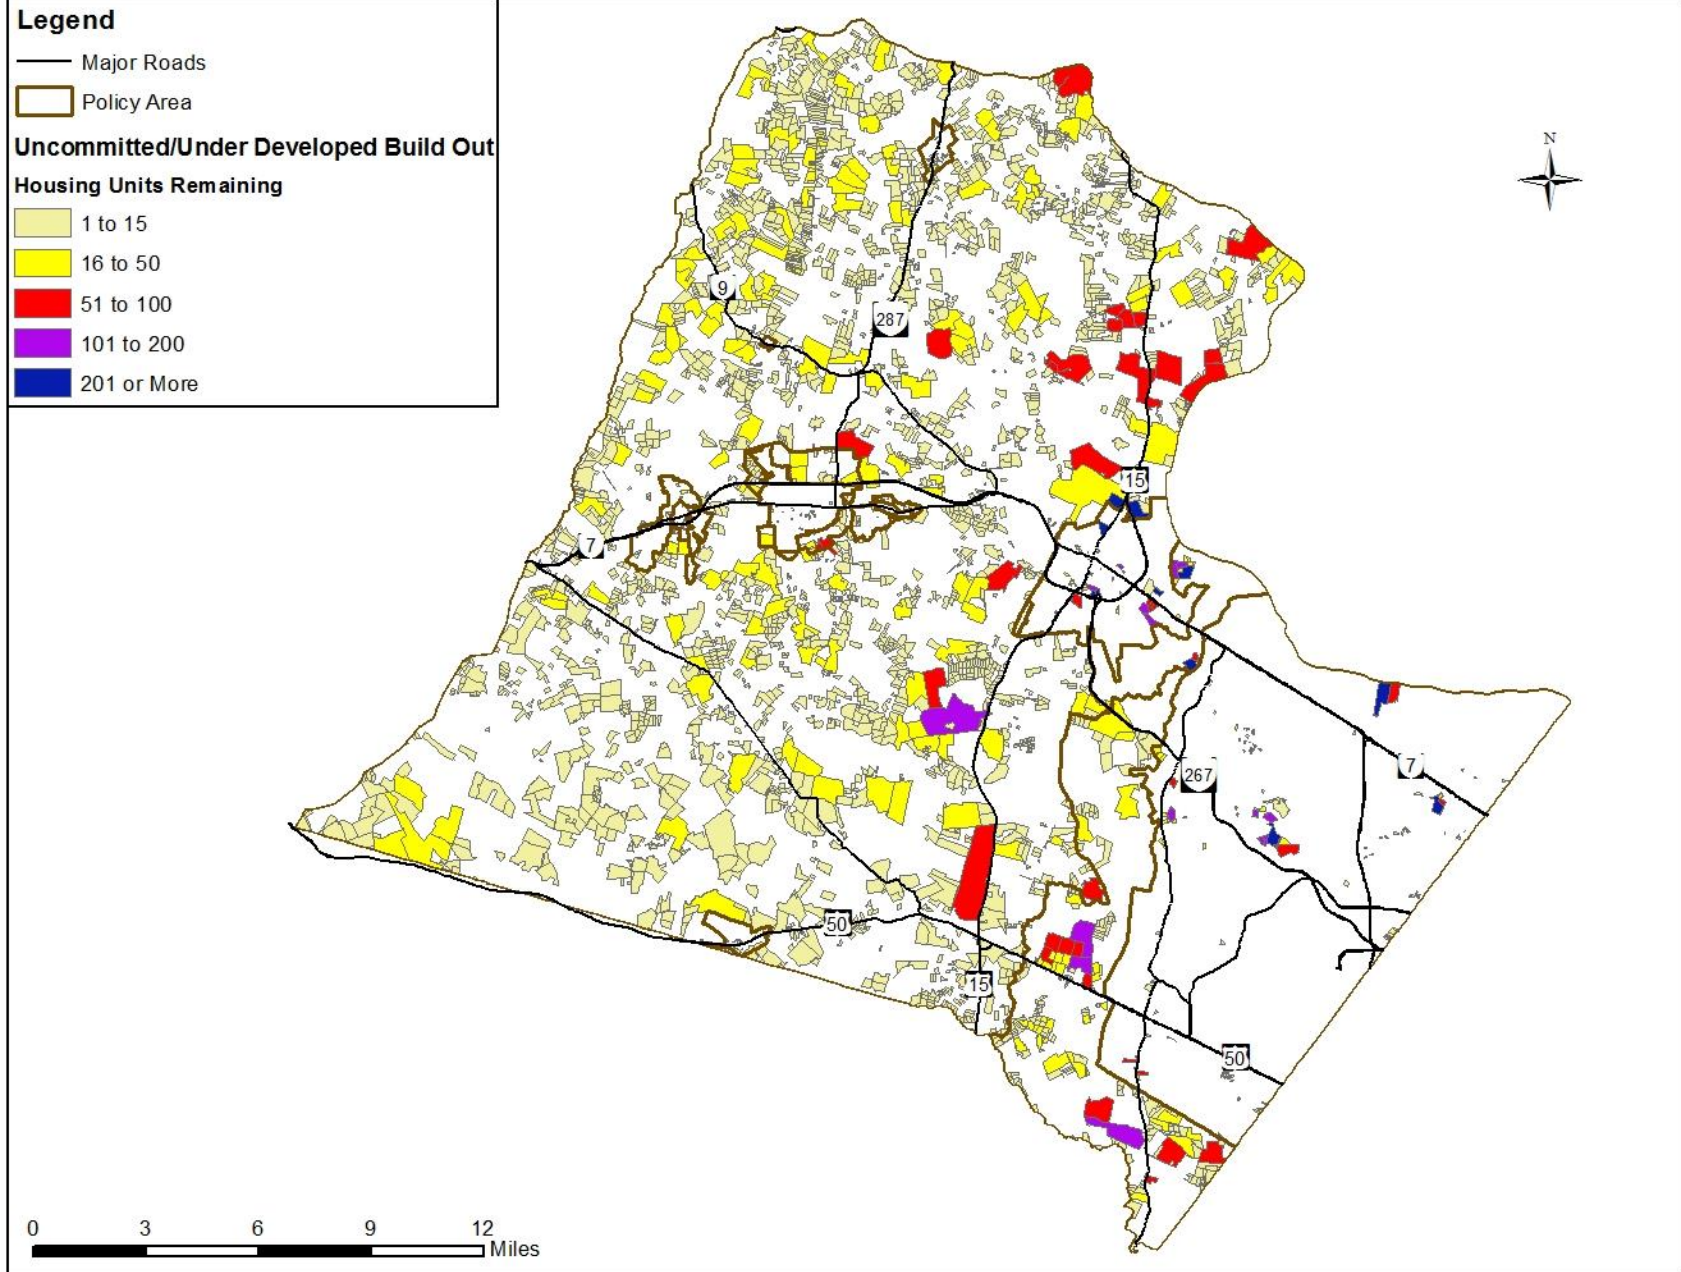 Legend
Major Roads
Policy Area
Uncommitted/Under Developed Build Out
Housing Units Remaining
1 to 15
16 to 50
51 to 100
101 to 200
201 or More
N
9
287
15
7
267
7
50
15
50
0 3 6 9 12
Miles